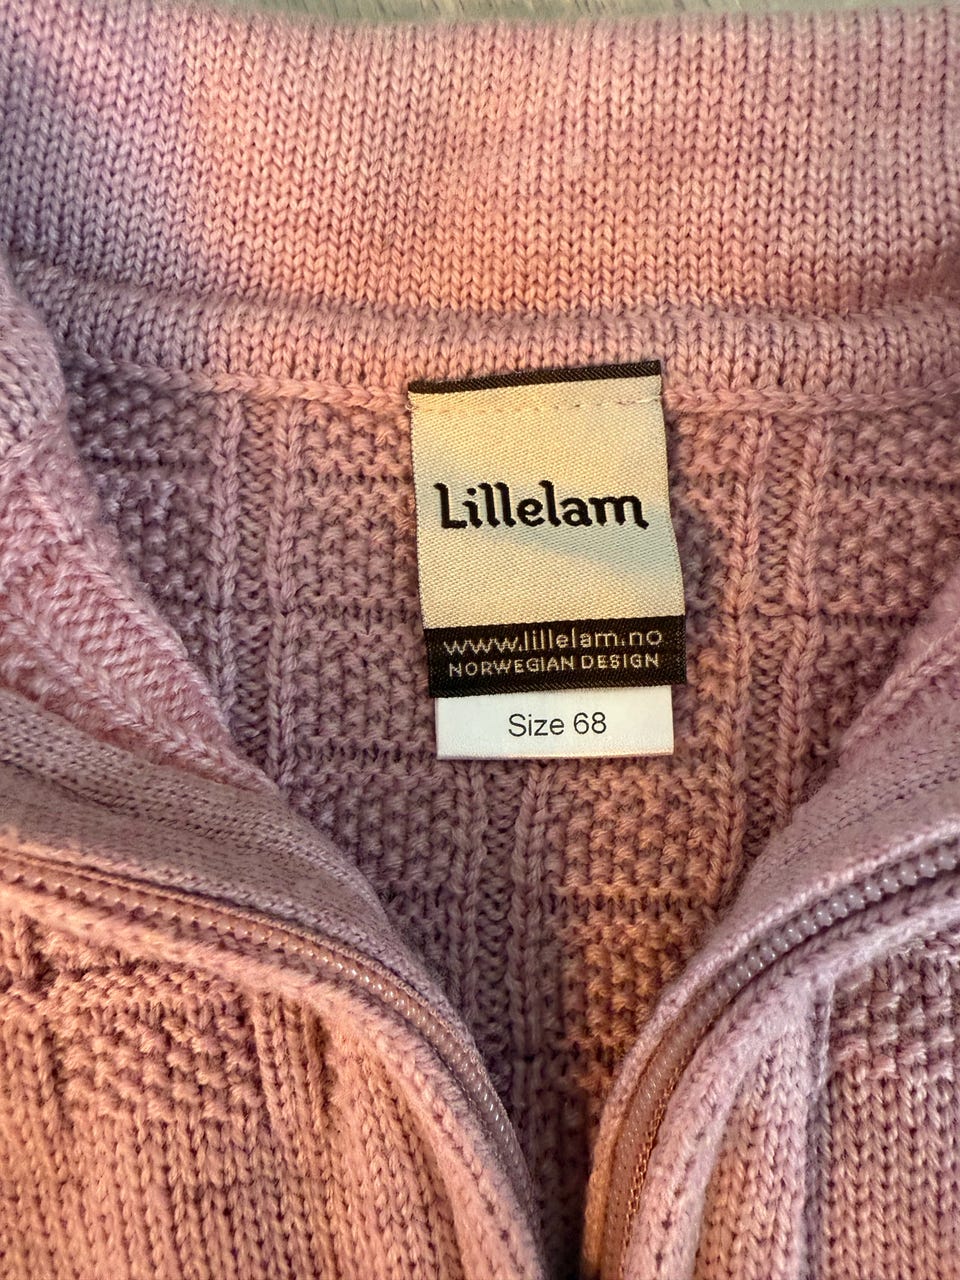 Lillelam
www.lillelam.no
NORWEGIAN DESIGN
Size 68